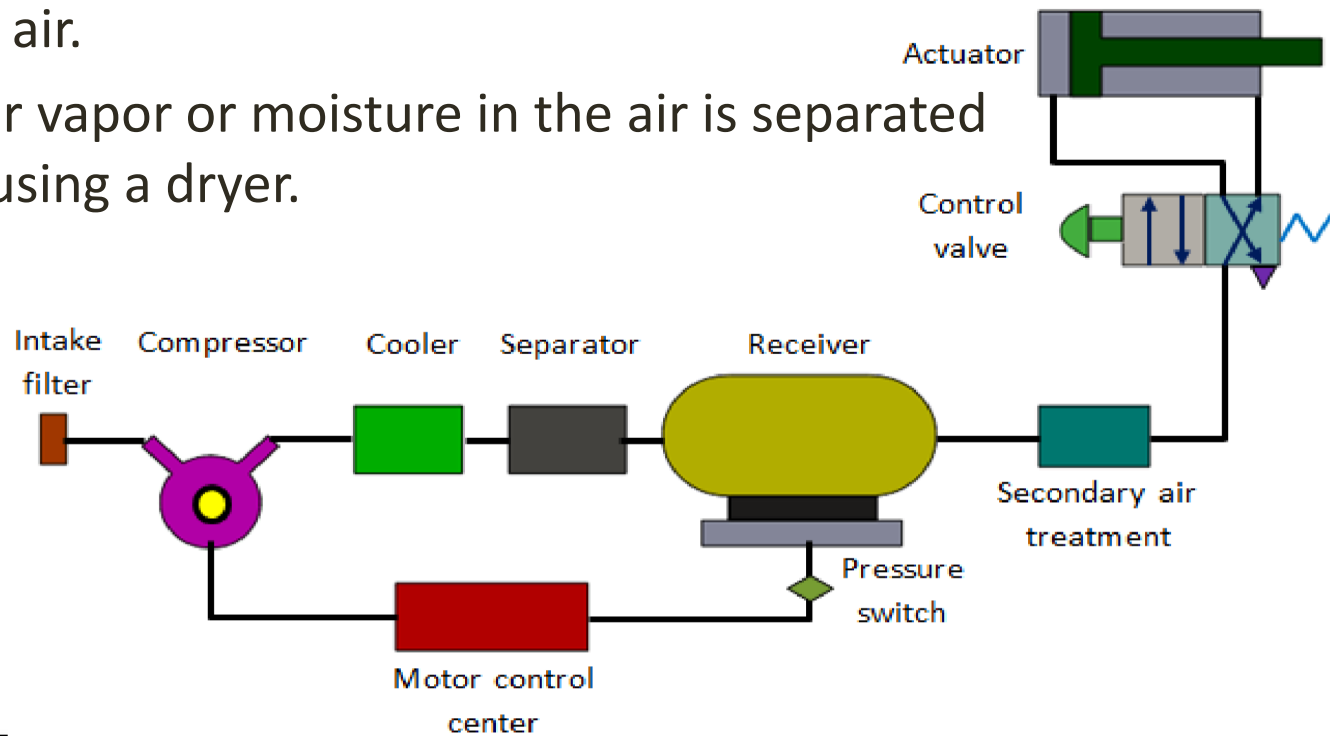 air.
r vapor or moisture in the air is separated
using a dryer.
Actuator
Control
valve
Intake
filter
Compressor
Cooler
Separator
Receiver
Secondary air
treatment
Pressure
switch
Motor control
center